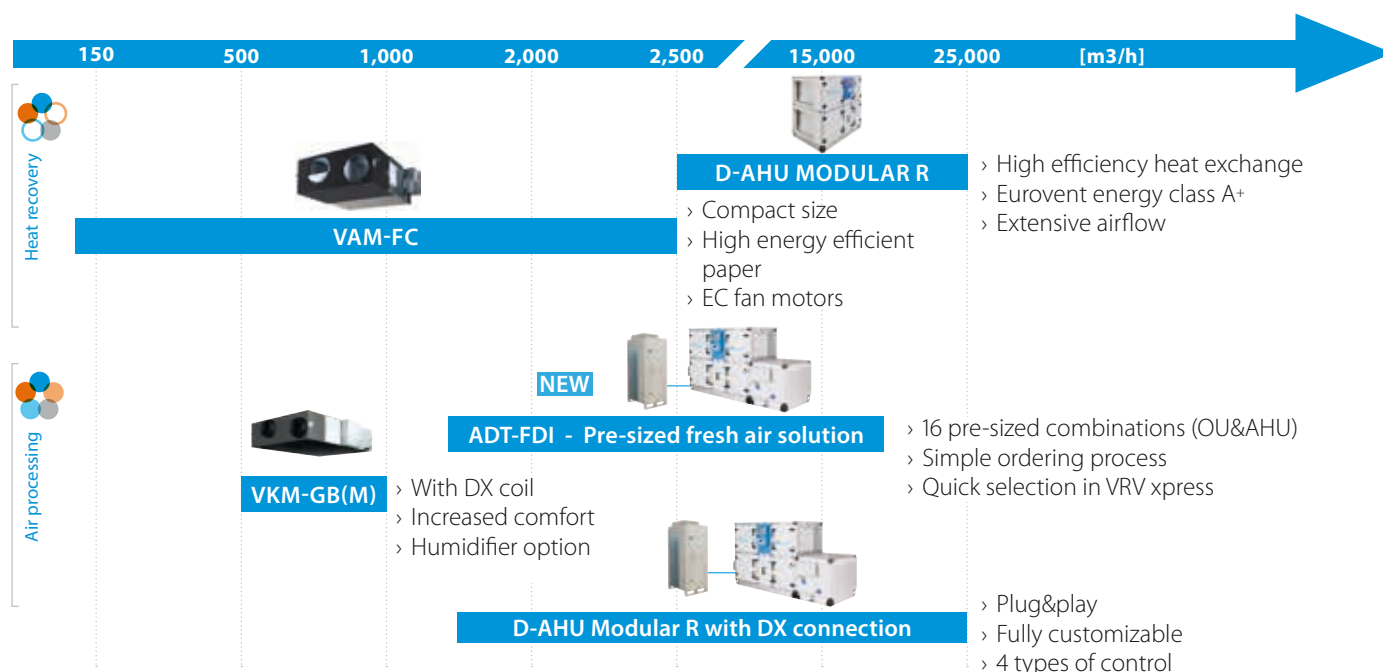 150 500 1,000 2,000 2,500 15,000 25,000 [m3/h]
Heat recovery
D-AHU MODULAR R
› High efficiency heat exchange
› Eurovent energy class A+
› Extensive airflow
VAM-FC
› Compact size
› High energy efficient
paper
› EC fan motors
Air processing
NEW
ADT-FDI - Pre-sized fresh air solution
› 16 pre-sized combinations (OU&AHU)
› Simple ordering process
› Quick selection in VRV xpress
VKM-GB(M)
› With DX coil
› Increased comfort
› Humidifier option
D-AHU Modular R with DX connection
› Plug&play
› Fully customizable
› 4 types of control